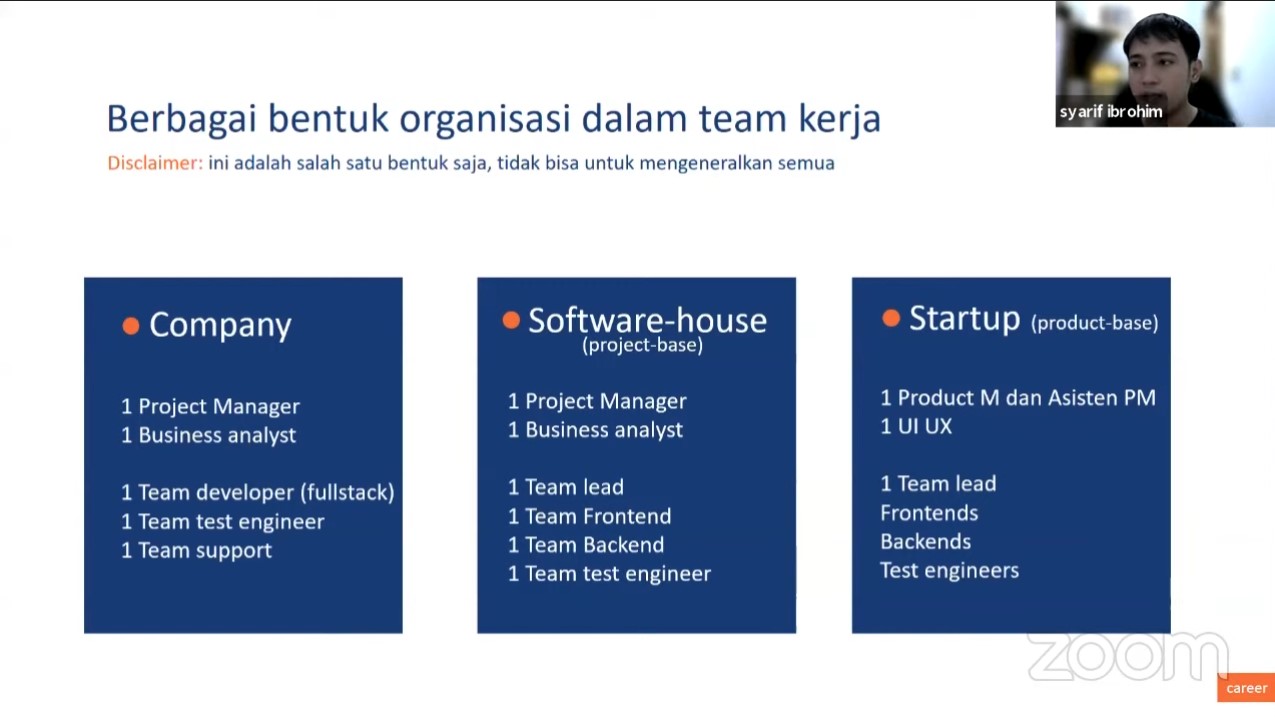 syarif ibrohim
Berbagai bentuk organisasi dalam team kerja
Disclaimer: ini adalah salah satu bentuk saja, tidak bisa untuk mengeneralkan semua
Company
1 Project Manager
1 Business analyst
1 Team developer (fullstack)
1 Team test engineer
1 Team support
Software-house
(project-base)
1 Project Manager
1 Business analyst
1 Team lead
1 Team Frontend
1 Team Backend
1 Team test engineer
Startup (product-base)
1 Product M dan Asisten PM
1 UI UX
1 Team lead
Frontends
Backends
Test engineers
zoom
career